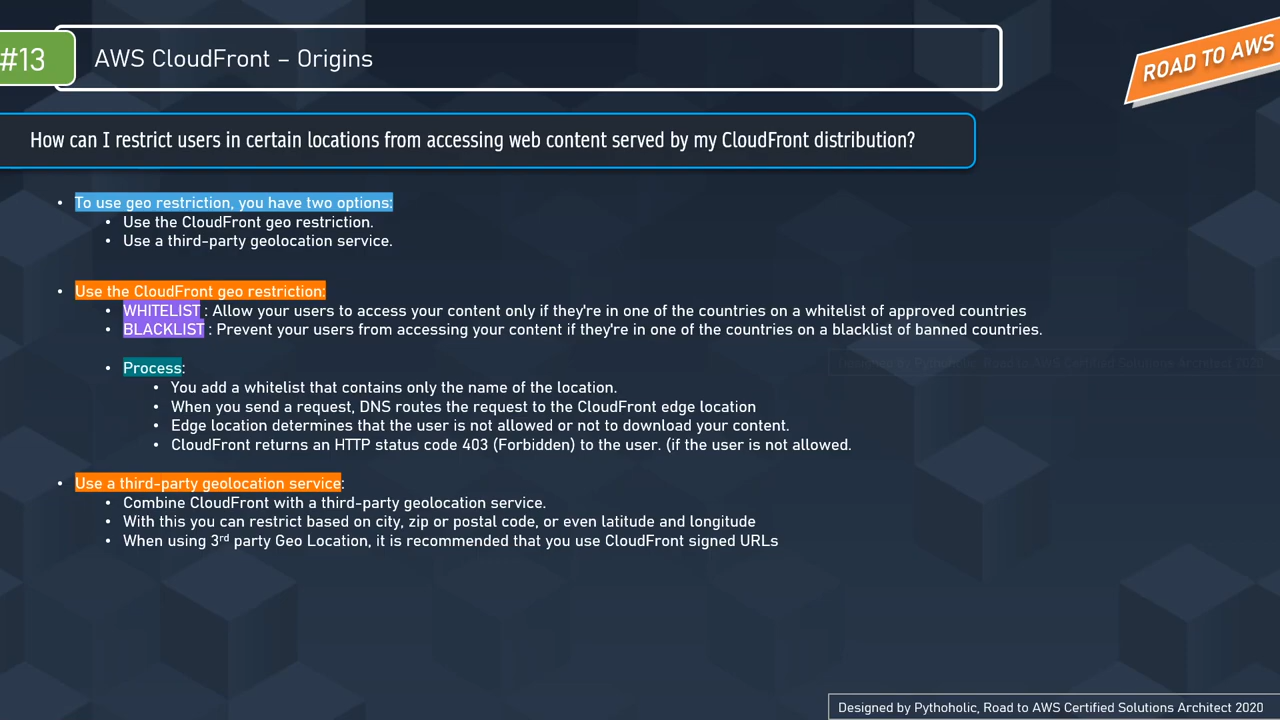 #13
AWS CloudFront – Origins
ROAD TO AWS
How can I restrict users in certain locations from accessing web content served by my CloudFront distribution?
• To use geo restriction, you have two options:
• Use the CloudFront geo restriction.
• Use a third-party geolocation service.
• Use the CloudFront geo restriction:
• WHITELIST : Allow your users to access your content only if they're in one of the countries on a whitelist of approved countries
• BLACKLIST : Prevent your users from accessing your content if they're in one of the countries on a blacklist of banned countries.
• Process:
Designed by Pythoholic, Road to AWS Certified Solutions Architect 2020
• You add a whitelist that contains only the name of the location.
• When you send a request, DNS routes the request to the CloudFront edge location
• Edge location determines that the user is not allowed or not to download your content.
• CloudFront returns an HTTP status code 403 (Forbidden) to the user. (if the user is not allowed.
• Use a third-party geolocation service:
• Combine CloudFront with a third-party geolocation service.
• With this you can restrict based on city, zip or postal code, or even latitude and longitude
• When using 3rd party Geo Location, it is recommended that you use CloudFront signed URLs
Designed by Pythoholic, Road to AWS Certified Solutions Architect 2020